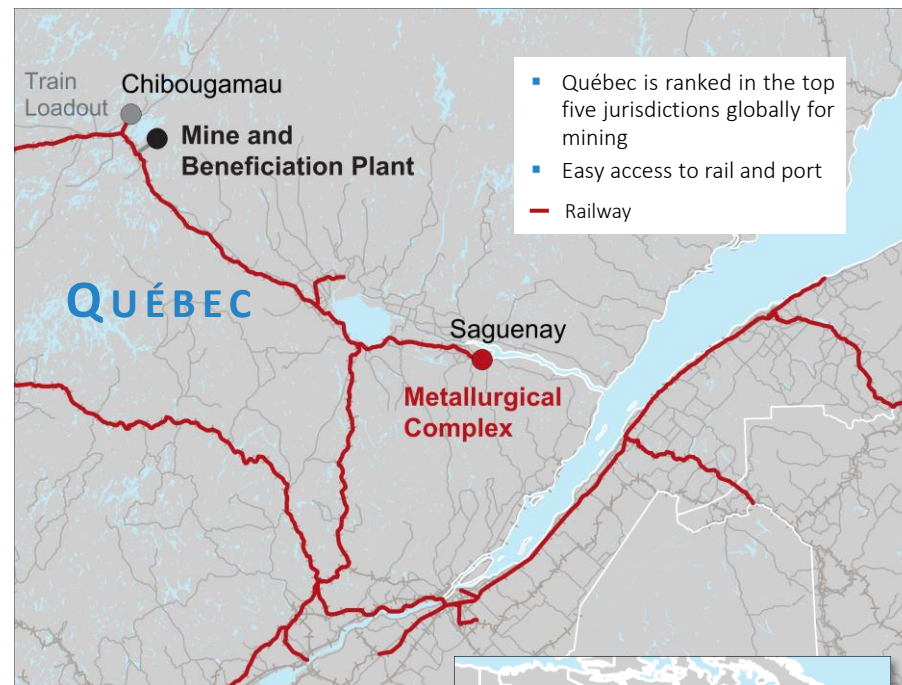 Train
Loadout
Chibougamau
Mine and
Beneficiation Plant
Québec is ranked in the top
five jurisdictions globally for
mining
Easy access to rail and port
Railway
QUÉBEC
Saguenay
Metallurgical
Complex